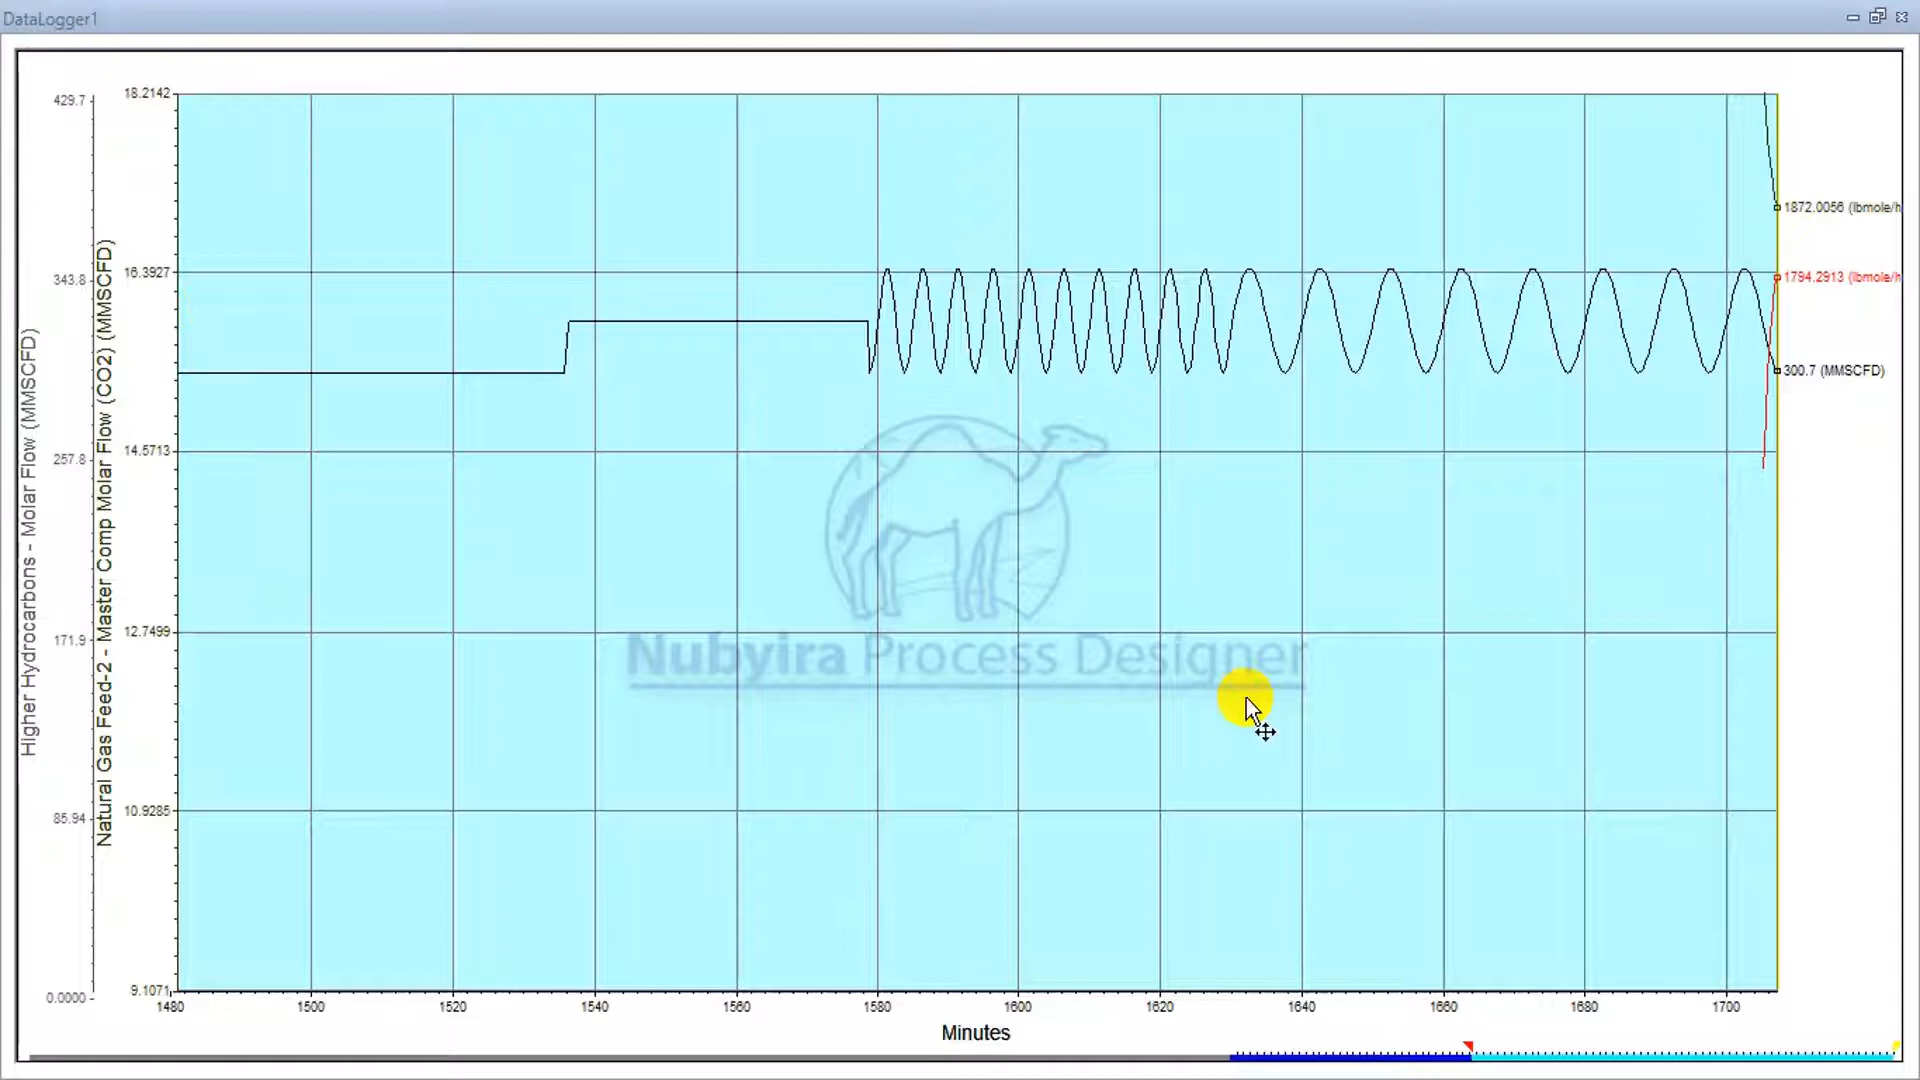 DataLogger1
Higher Hydrocarbons - Molar Flow (MMSCFD)
429.7
343.8
257.8
171.9
85.94
0.0000
Natural Gas Feed-2 - Master Comp Molar Flow (CO2) (MMSCFD)
18.2142
16.3927
14.5713
12.7499
10.9285
9.1071
1872.0056 (lbmole/h
1794.2913 (lbmole/h
300.7 (MMSCFD)
Nubyira Process Designer
1480 1500 1520 1540 1560 1580 1600 1620 1640 1660 1680 1700
Minutes